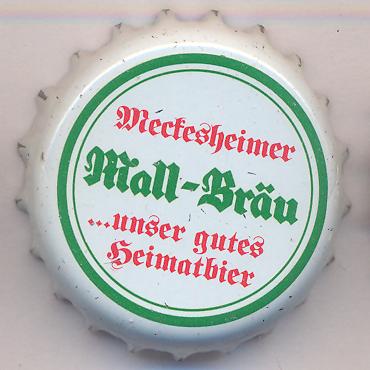 Meckesheimer
Mall-Bräu
...unser gutes
Heimatbier